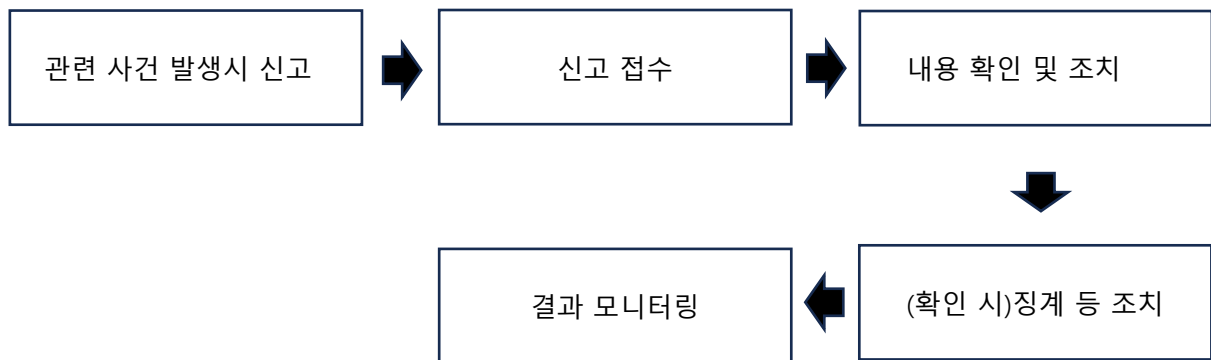 관련 사건 발생시 신고
신고 접수
내용 확인 및 조치
(확인 시)징계 등 조치
결과 모니터링